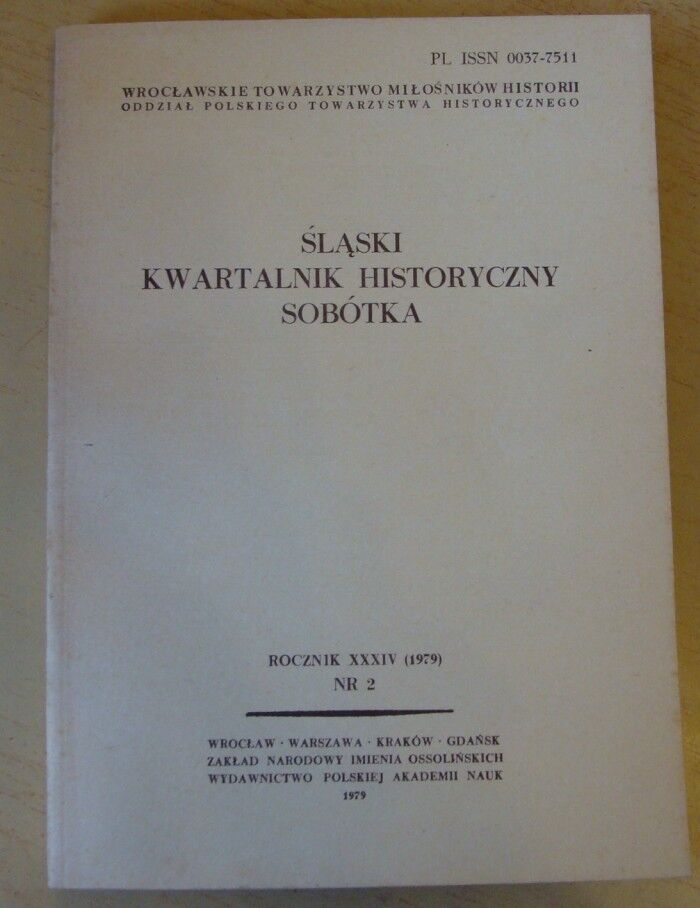 PL ISSN 0037-7511
WROCŁAWSKIE TOWARZYSTWO MIŁOŚNIKÓW HISTORII
ODDZIAŁ POLSKIEGO TOWARZYSTWA HISTORYCZNEGO
ŚLĄSKI
KWARTALNIK HISTORYCZNY
SOBÓTKA
ROCZNIK XXXIV (1979)
NR 2
WROCŁAW · WARSZAWA · KRAKÓW · GDAŃSK
ZAKŁAD NARODOWY IMIENIA OSSOLIŃSKICH
WYDAWNICTWO POLSKIEJ AKADEMII NAUK
1979